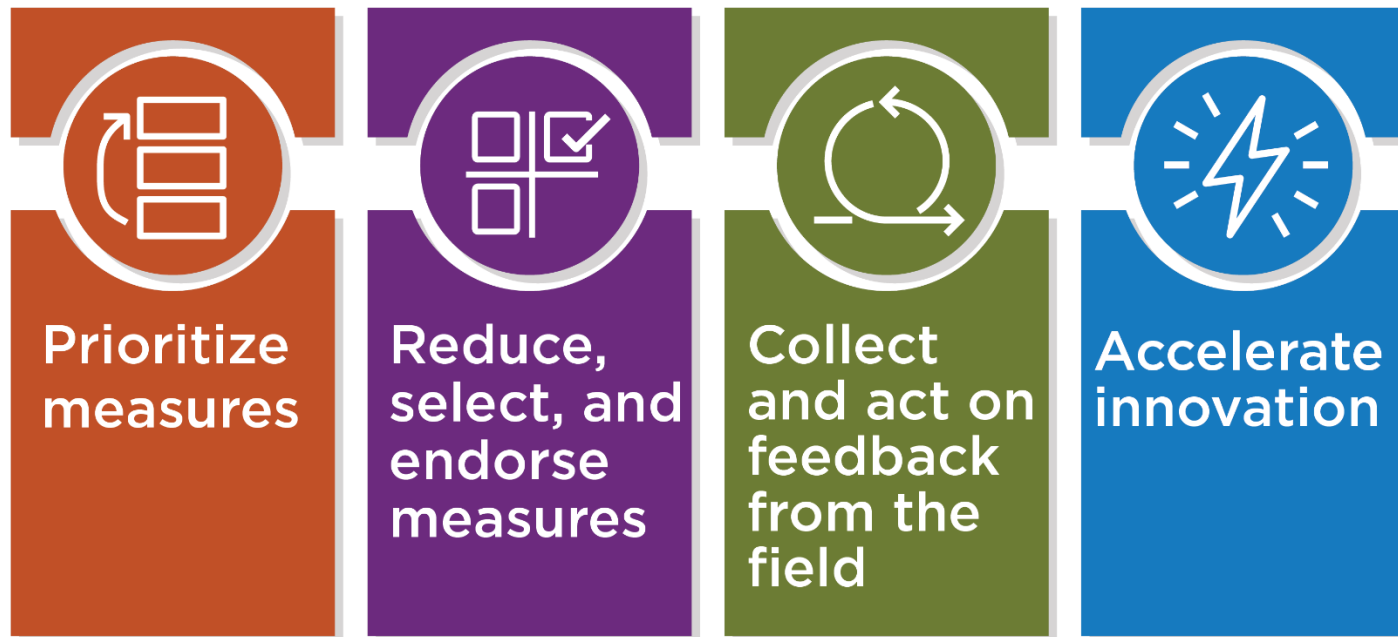 Prioritize
measures
Reduce,
select, and
endorse
measures
Collect
and act on
feedback
from the
field
Accelerate
innovation